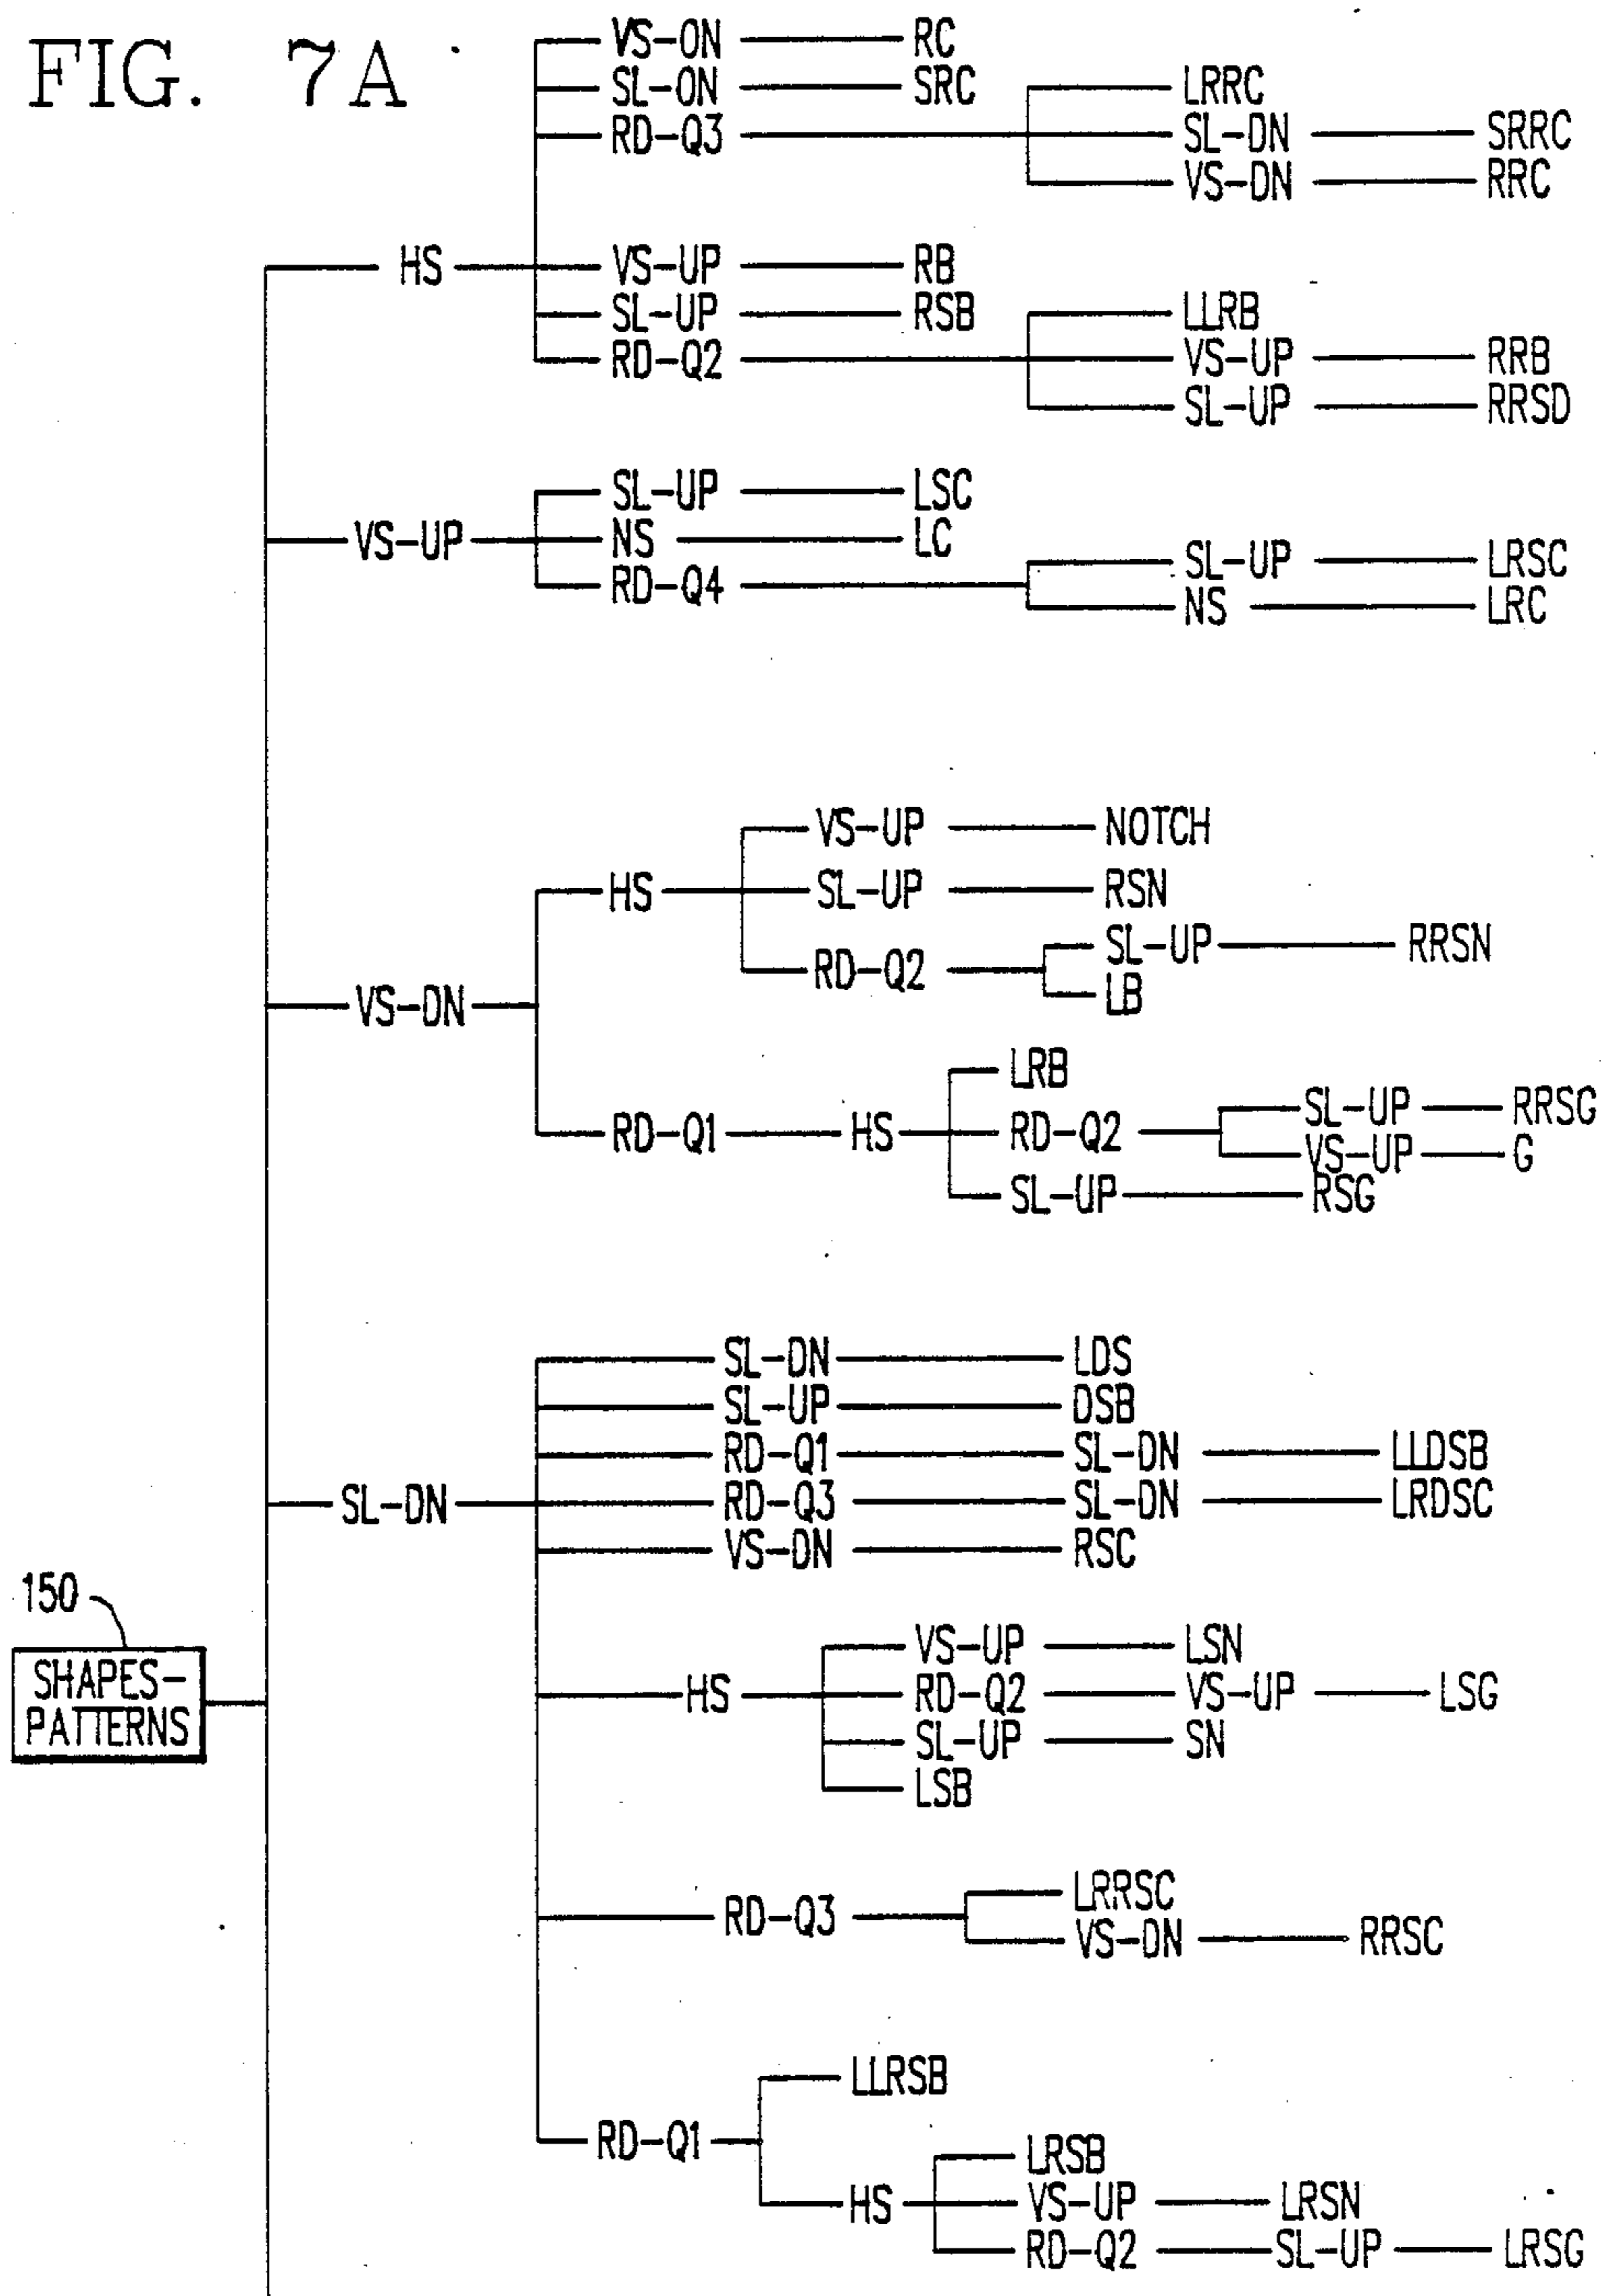 FIG. 7A
VS-ON RC
SL-ON SRC
LRRC
RD-Q3 SL-DN SRRC
VS-DN RRC
HS VS-UP RB
SL-UP RSB LLRB
RD-Q2 VS-UP RRB
SL-UP RRSD
SL-UP LSC
VS-UP NS LC
SL-UP LRSC
RD-Q4
NS LRC
VS-UP NOTCH
HS SL-UP RSN
SL-UP RRSN
RD-Q2
LB
VS-DN
LRB
SL-UP RRSG
RD-Q1 HS RD-Q2
VS-UP G
SL-UP RSG
SL-DN LDS
SL-UP DSB
RD-Q1 SL-DN LLDSB
SL-DN RD-Q3 SL-DN LRDSC
VS-DN RSC
150
SHAPES-
PATTERNS
VS-UP LSN
HS RD-Q2 VS-UP LSG
SL-UP SN
LSB
LRRSC
RD-Q3
VS-DN RRSC
LLRSB
RD-Q1
LRSB
HS VS-UP LRSN
RD-Q2 SL-UP LRSG